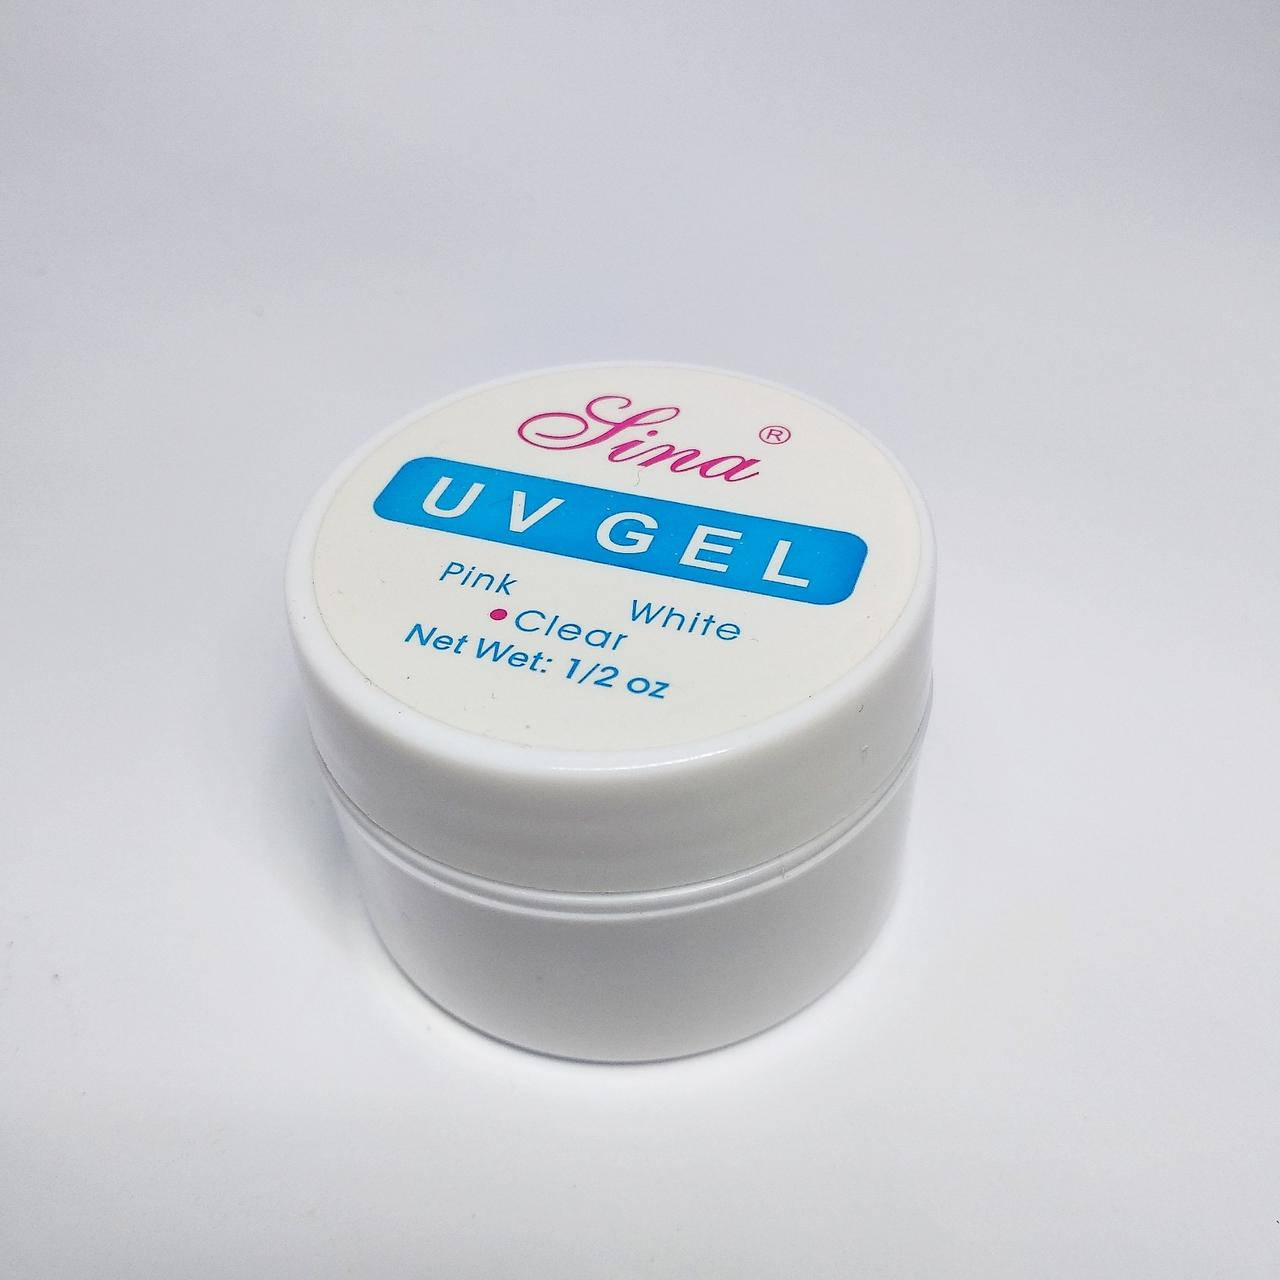 Sina ®
UV GEL
Pink White
•Clear
Net Wet: 1/2 oz